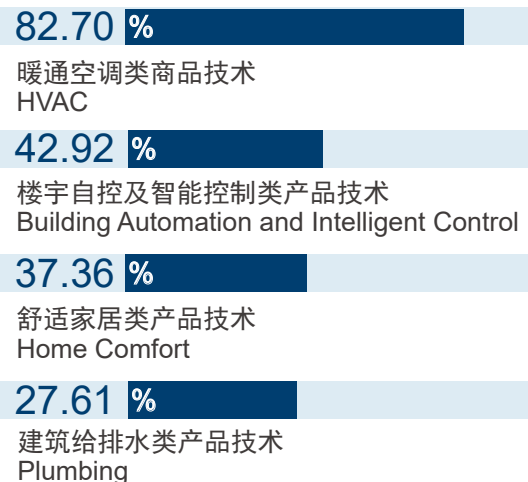 82.70 %
暖通空调类商品技术
HVAC
42.92 %
楼宇自控及智能控制类产品技术
Building Automation and Intelligent Control
37.36 %
舒适家居类产品技术
Home Comfort
27.61 %
建筑给排水类产品技术
Plumbing